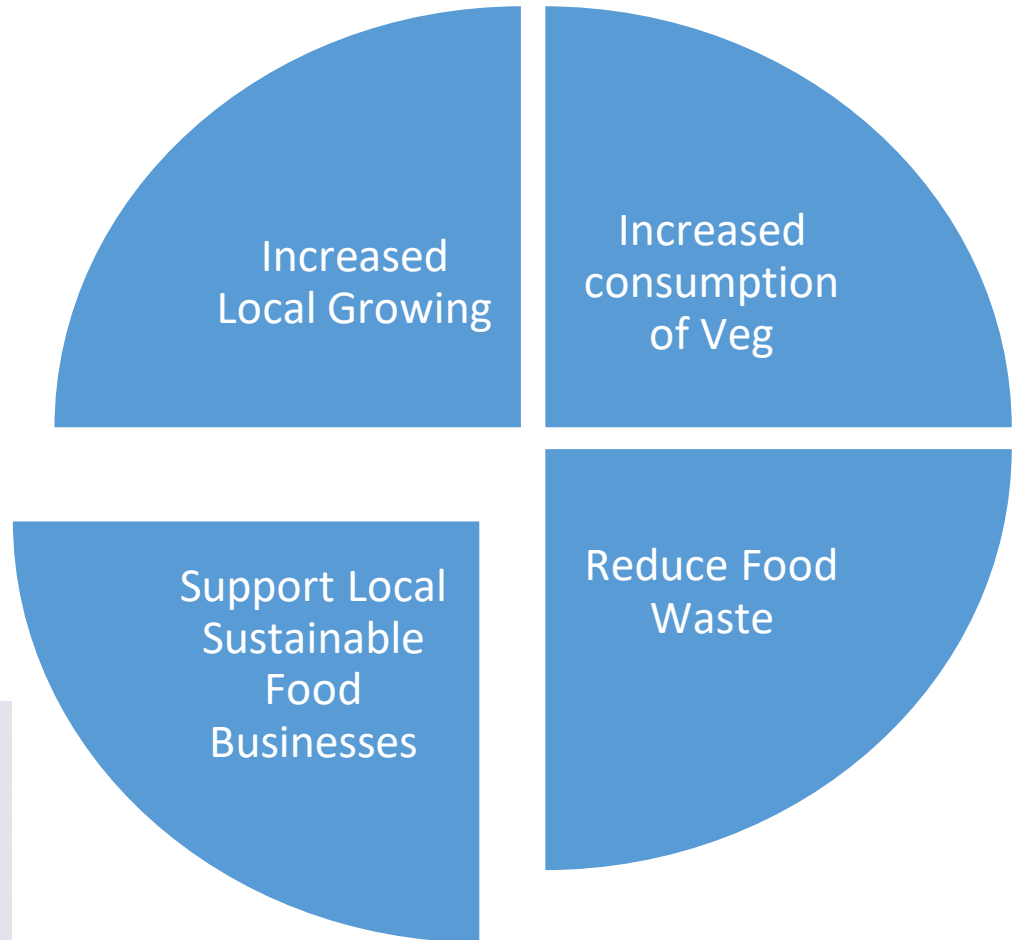 Increased
Local Growing
Increased
consumption
of Veg
Support Local
Sustainable
Food
Businesses
Reduce Food
Waste